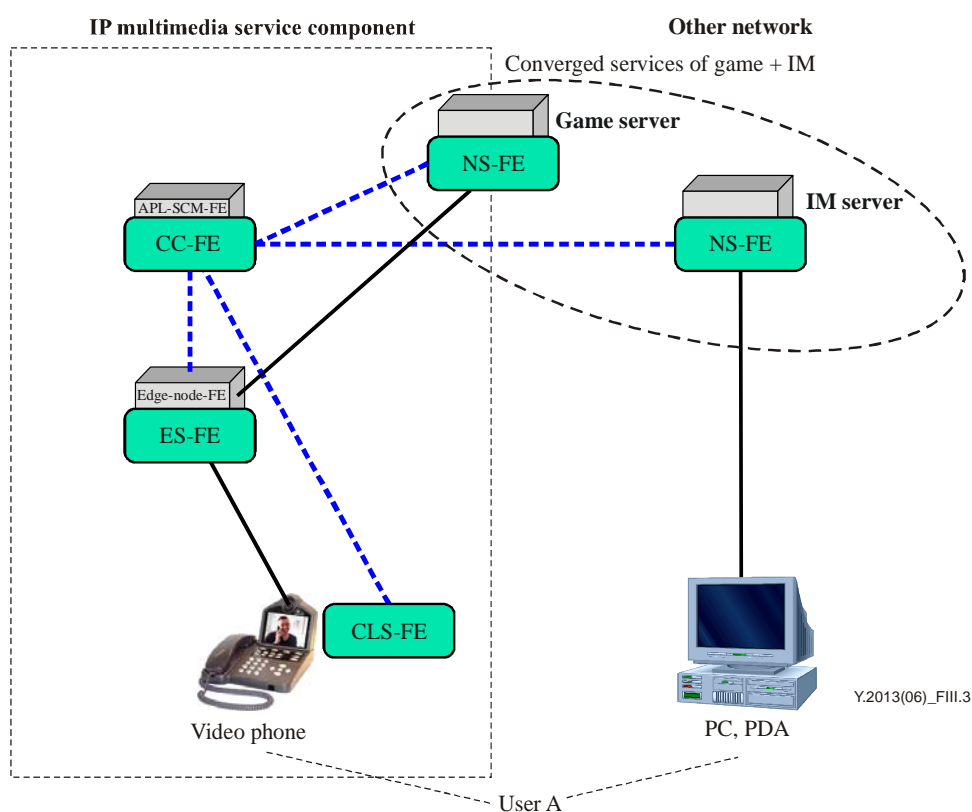 IP multimedia service component
Other network
Converged services of game + IM
Game server
NS-FE
APL-SCM-FE
CC-FE
IM server
NS-FE
Edge-node-FE
ES-FE
CLS-FE
Y.2013(06)_FIII.3
Video phone
PC, PDA
User A